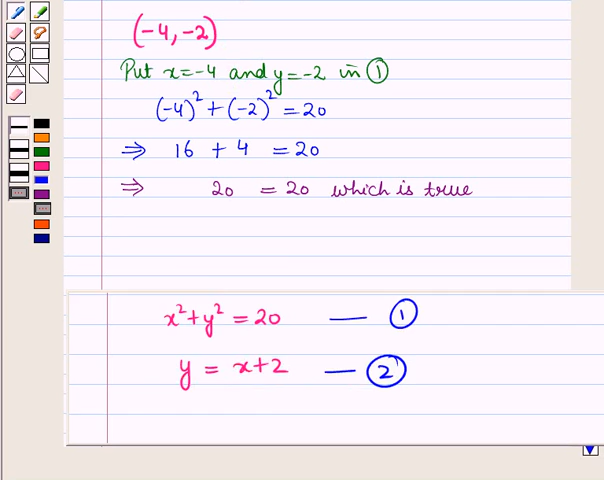 (-4,-2)
Put x=-4 and y=-2 in ①
(-4)² + (-2)² = 20
⇒ 16 + 4 = 20
⇒ 20 = 20 which is true
x²+y² = 20 — ①
y = x+2 — ②